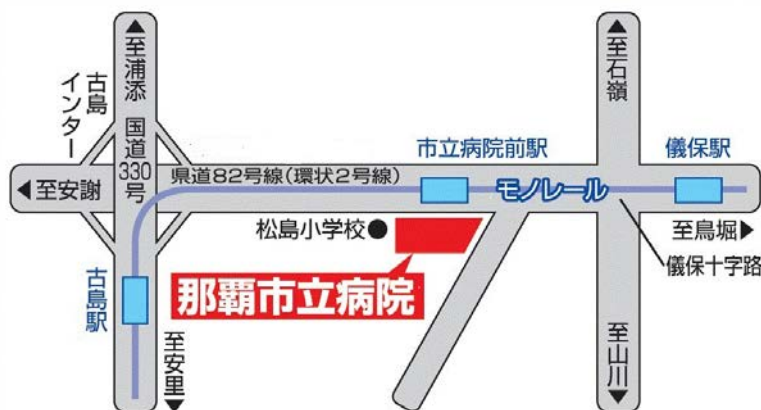 ▲至浦添
国道330号
古島インター
◀至安謝
県道82号線(環状2号線)
市立病院前駅
モノレール
儀保駅
▲至石嶺
至鳥堀▶
儀保十字路
松島小学校●
那覇市立病院
古島駅
至安里▼
至山川▼